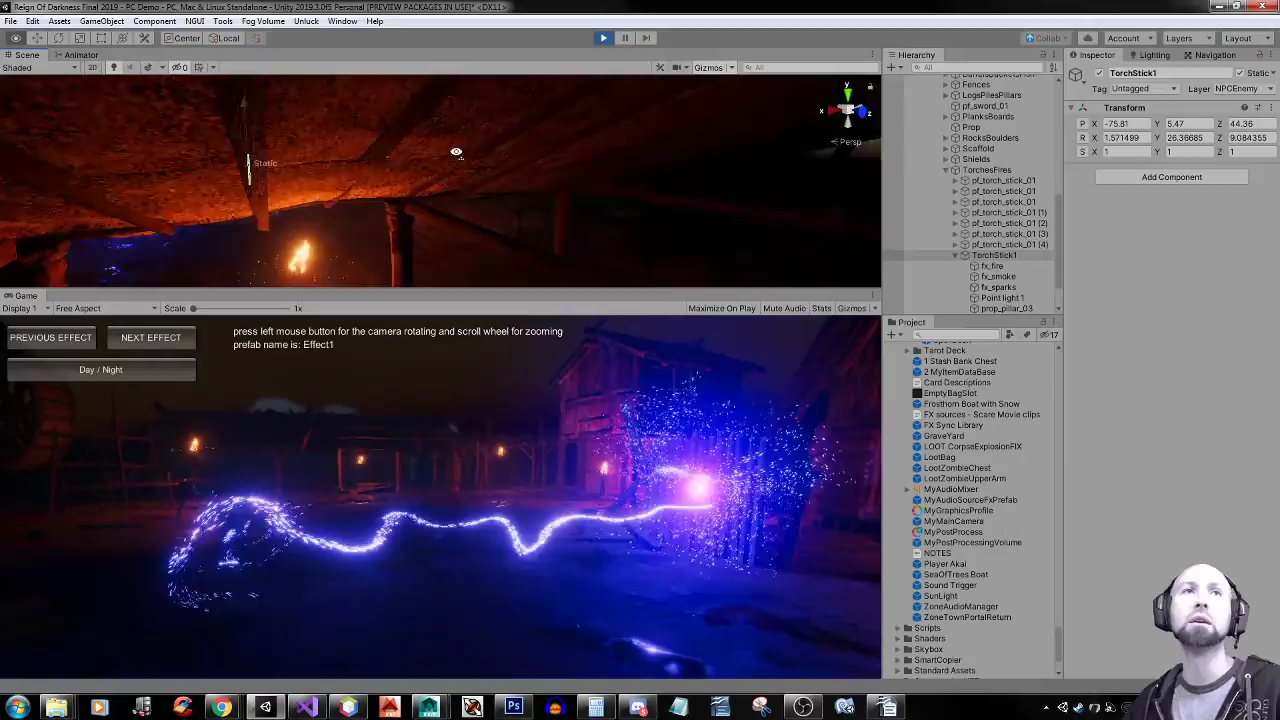 Reign Of Darkness Final 2019 - PC Demo - PC, Mac & Linux Standalone - Unity 2019.3.0f5 Personal [PREVIEW PACKAGES IN USE]* <DX11>
File Edit Assets GameObject Component NGUI Tools Fog Volume Unlock Window Help
Center Local Collab Account Layers Layout
Scene Animator
Shaded 2D 0 Gizmos All
x y z
Persp
Static
Game
Display 1 Free Aspect Scale 1x Maximize On Play Mute Audio Stats Gizmos
PREVIOUS EFFECT NEXT EFFECT
Day / Night
press left mouse button for the camera rotating and scroll wheel for zooming
prefab name is: Effect1
Hierarchy
All
Fences
LogsPilesPillars
pf_sword_01
PlanksBoards
Prop
RocksBoulders
Scaffold
Shields
TorchesFires
pf_torch_stick_01
pf_torch_stick_01
pf_torch_stick_01
pf_torch_stick_01 (1)
pf_torch_stick_01 (2)
pf_torch_stick_01 (3)
pf_torch_stick_01 (4)
TorchStick1
fx_fire
fx_smoke
fx_sparks
Point light 1
prop_pillar_03
Project
17
Tarot Deck
1 Stash Bank Chest
2 MyItemDataBase
Card Descriptions
EmptyBagSlot
Frosthorn Boat with Snow
FX sources - Scare Movie clips
FX Sync Library
GraveYard
LOOT CorpseExplosionFIX
LootBag
LootZombieChest
LootZombieUpperArm
MyAudioMixer
MyAudioSourceFxPrefab
MyGraphicsProfile
MyMainCamera
MyPostProcess
MyPostProcessingVolume
NOTES
Player Akai
SeaOfTrees Boat
Sound Trigger
SunLight
ZoneAudioManager
ZoneTownPortalReturn
Scripts
Shaders
Skybox
SmartCopier
Standard Assets
Inspector Lighting Navigation
TorchStick1 Static
Tag Untagged Layer NPCEnemy
Transform
P X -75.81 Y 5.47 Z 44.36
R X 1.571499 Y 26.36685 Z 9.084355
S X 1 Y 1 Z 1
Add Component